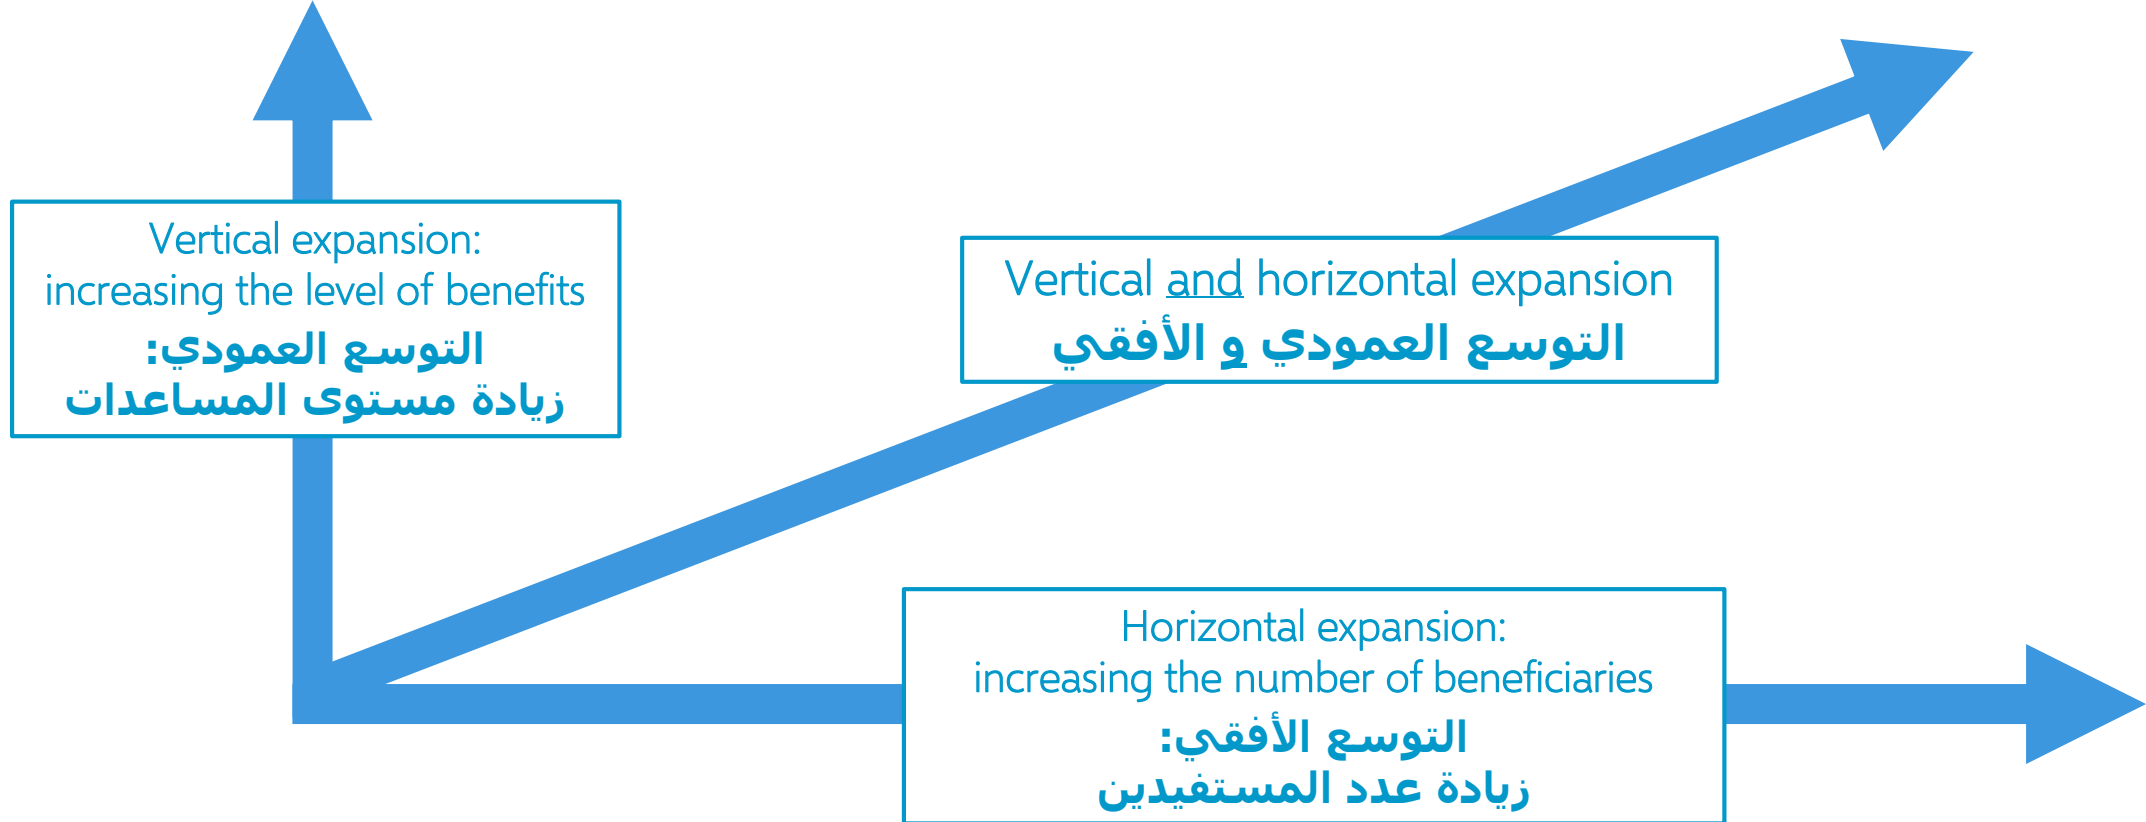 Vertical expansion:
increasing the level of benefits
التوسع العمودي:
زيادة مستوى المساعدات
Vertical and horizontal expansion
التوسع العمودي و الأفقي
Horizontal expansion:
increasing the number of beneficiaries
التوسع الأفقي:
زيادة عدد المستفيدين